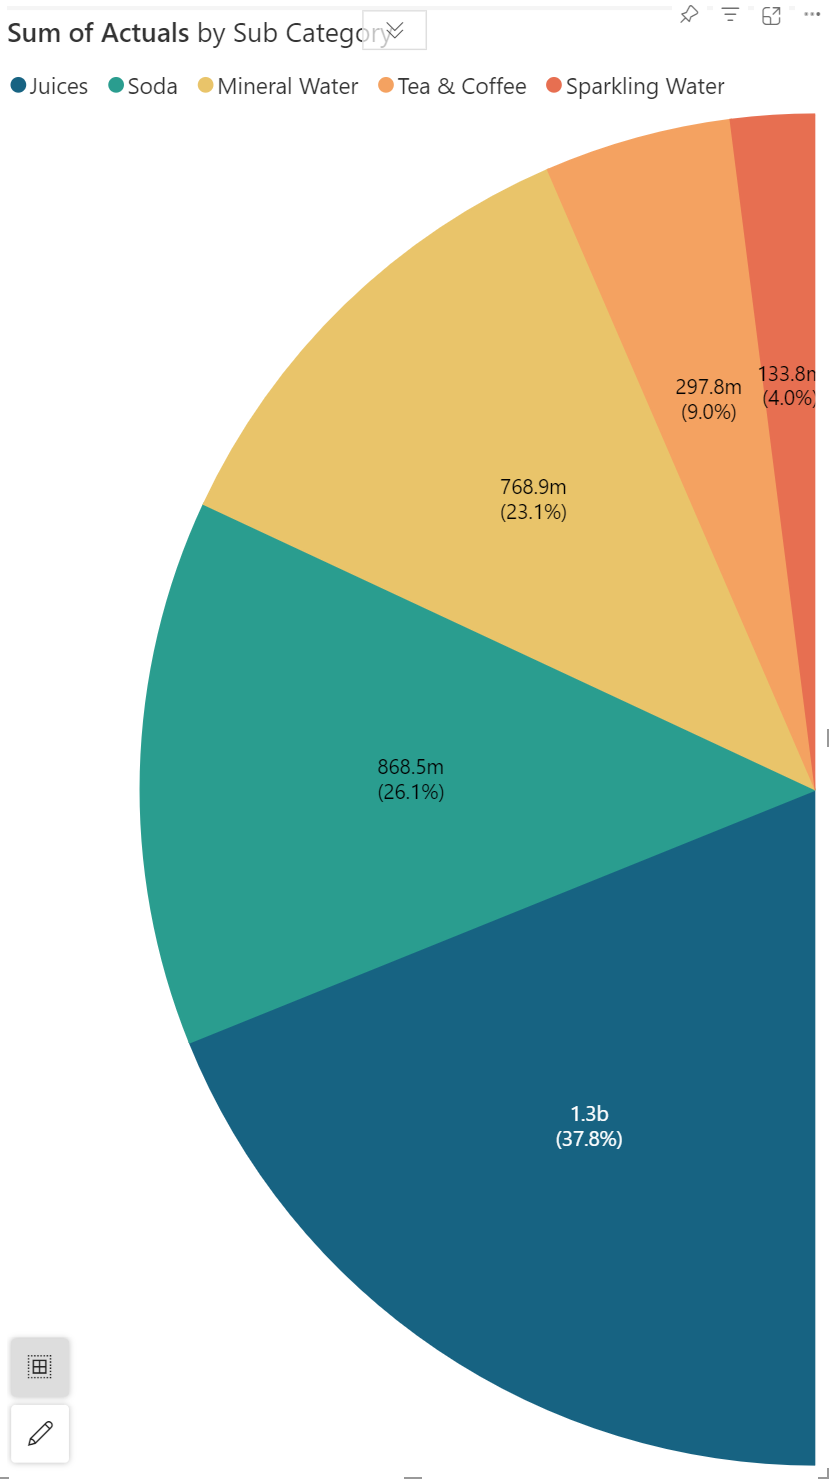 Sum of Actuals by Sub Category
Juices Soda Mineral Water Tea & Coffee Sparkling Water
133.8m
(4.0%)
297.8m
(9.0%)
768.9m
(23.1%)
868.5m
(26.1%)
1.3b
(37.8%)